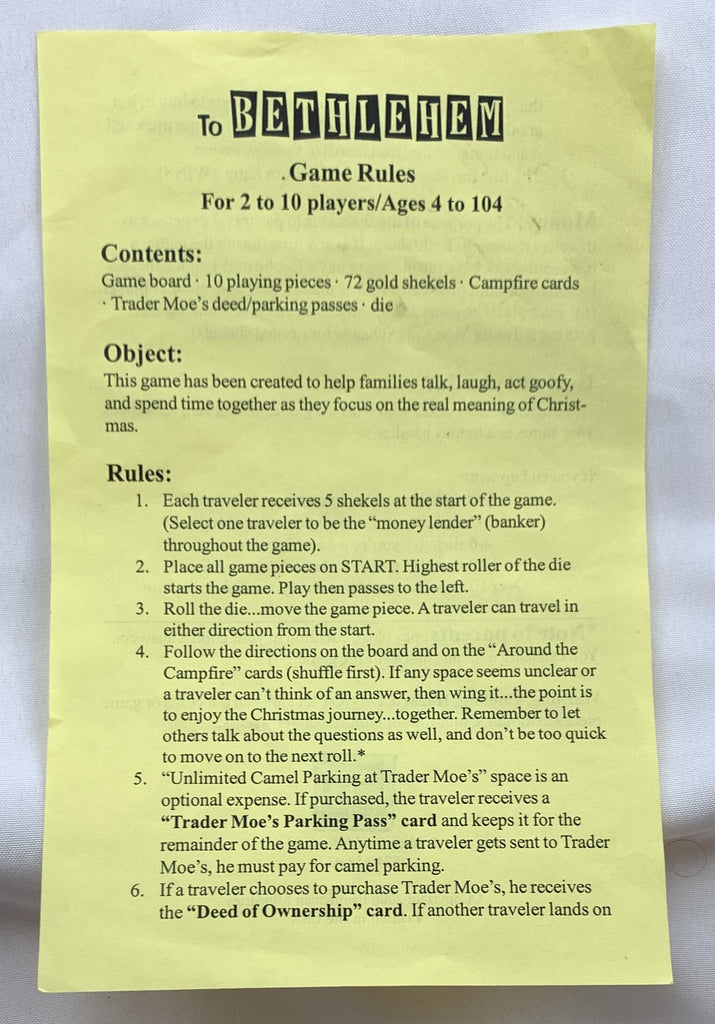 To BETHLEHEM
.Game Rules
For 2 to 10 players/Ages 4 to 104
Contents:
Game board · 10 playing pieces · 72 gold shekels · Campfire cards
· Trader Moe's deed/parking passes · die
Object:
This game has been created to help families talk, laugh, act goofy,
and spend time together as they focus on the real meaning of Christ-
mas.
Rules:
1. Each traveler receives 5 shekels at the start of the game.
(Select one traveler to be the “money lender” (banker)
throughout the game).
2. Place all game pieces on START. Highest roller of the die
starts the game. Play then passes to the left.
3. Roll the die...move the game piece. A traveler can travel in
either direction from the start.
4. Follow the directions on the board and on the “Around the
Campfire” cards (shuffle first). If any space seems unclear or
a traveler can't think of an answer, then wing it...the point is
to enjoy the Christmas journey...together. Remember to let
others talk about the questions as well, and don't be too quick
to move on to the next roll.*
5. “Unlimited Camel Parking at Trader Moe's” space is an
optional expense. If purchased, the traveler receives a
“Trader Moe's Parking Pass” card and keeps it for the
remainder of the game. Anytime a traveler gets sent to Trader
Moe's, he must pay for camel parking.
6. If a traveler chooses to purchase Trader Moe's, he receives
the “Deed of Ownership” card. If another traveler lands on